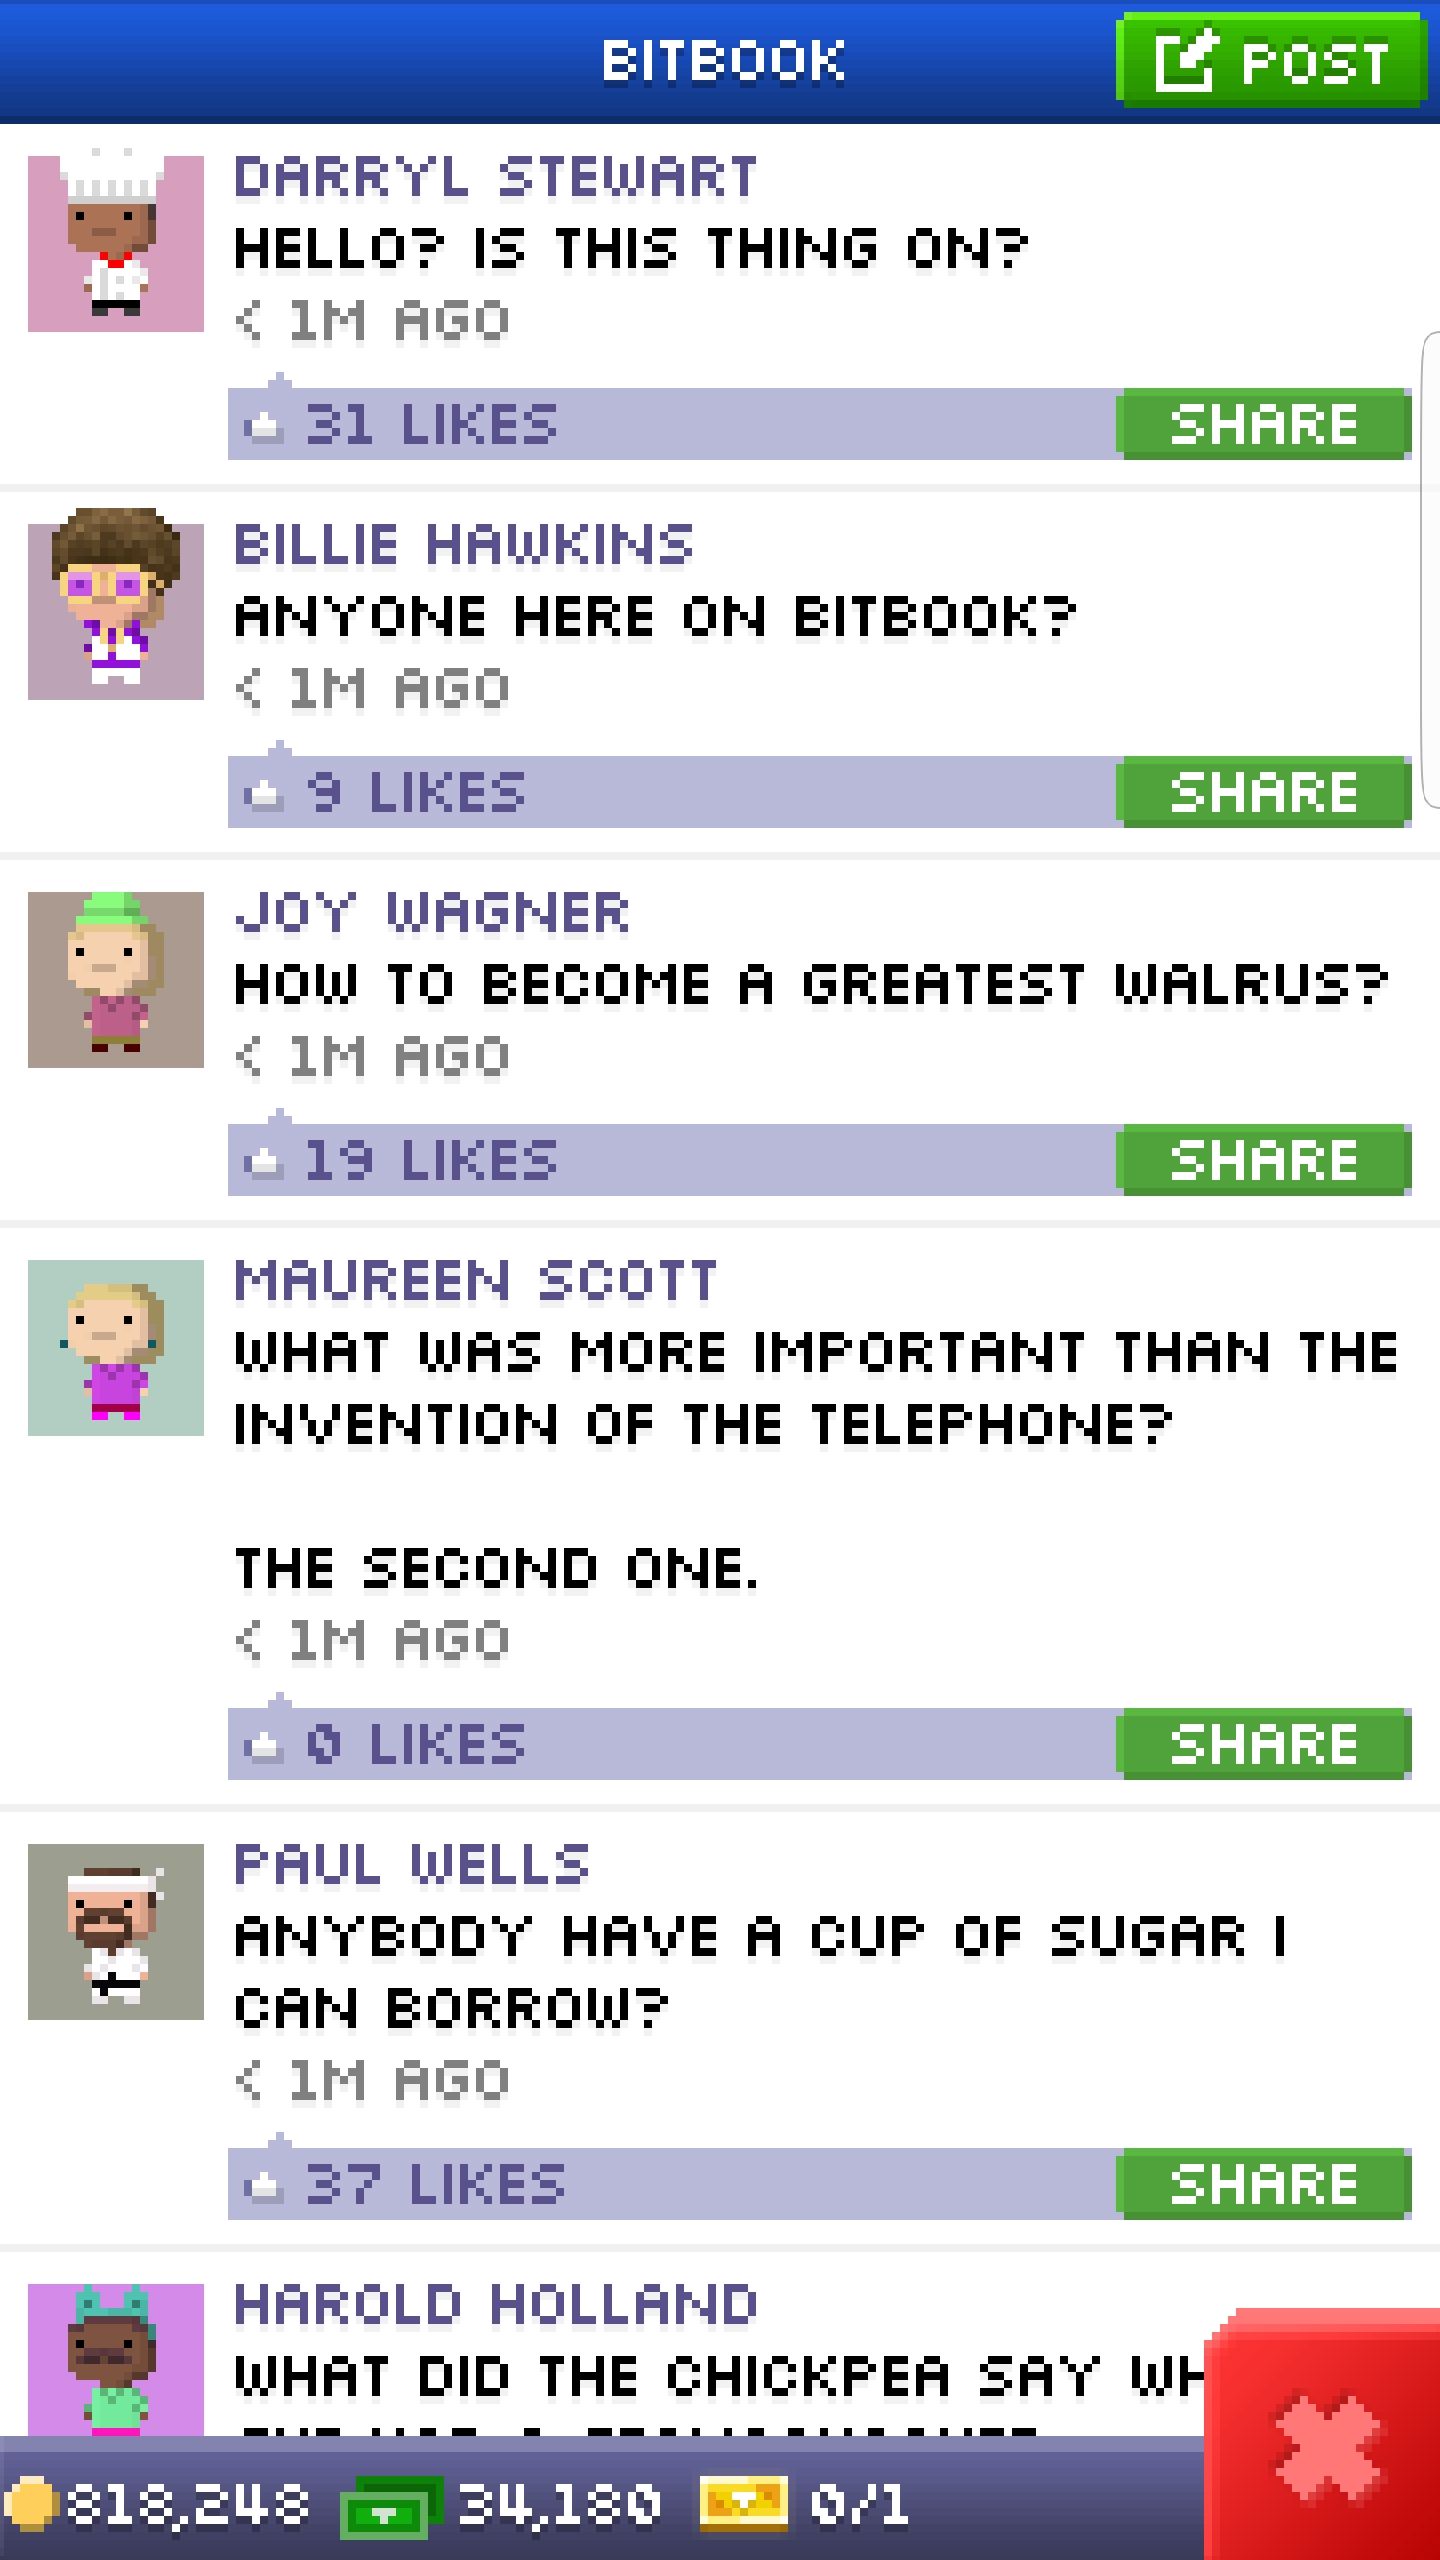 BITBOOK
POST
DARRYL STEWART
HELLO? IS THIS THING ON?
< 1M AGO
31 LIKES
SHARE
BILLIE HAWKINS
ANYONE HERE ON BITBOOK?
< 1M AGO
9 LIKES
SHARE
JOY WAGNER
HOW TO BECOME A GREATEST WALRUS?
< 1M AGO
19 LIKES
SHARE
MAUREEN SCOTT
WHAT WAS MORE IMPORTANT THAN THE
INVENTION OF THE TELEPHONE?
THE SECOND ONE.
< 1M AGO
0 LIKES
SHARE
PAUL WELLS
ANYBODY HAVE A CUP OF SUGAR I
CAN BORROW?
< 1M AGO
37 LIKES
SHARE
HAROLD HOLLAND
WHAT DID THE CHICKPEA SAY WH
818,248
34,180
0/1